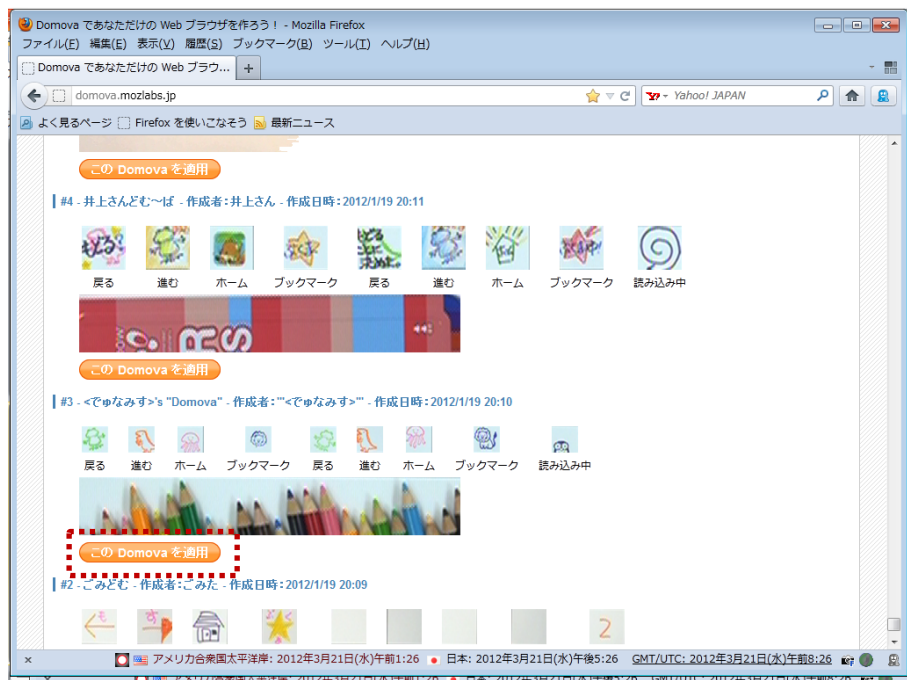 Domova であなただけの Web ブラウザを作ろう！ - Mozilla Firefox
ファイル(F) 編集(E) 表示(V) 履歴(S) ブックマーク(B) ツール(T) ヘルプ(H)
Domova であなただけの Web ブラウ... +
domova.mozlabs.jp Yahoo! JAPAN
よく見るページ Firefox を使いこなそう 最新ニュース
この Domova を適用
#4 - 井上さんどむ〜ば - 作成者：井上さん - 作成日時：2012/1/19 20:11
戻る 進む ホーム ブックマーク 戻る 進む ホーム ブックマーク 読み込み中
RS
この Domova を適用
#3 - <でゅなみす>'s "Domova" - 作成者："'<でゅなみす>"' - 作成日時：2012/1/19 20:10
戻る 進む ホーム ブックマーク 戻る 進む ホーム ブックマーク 読み込み中
この Domova を適用
#2 - ごみどむ - 作成者：ごみた - 作成日時：2012/1/19 20:09
も す 2
× アメリカ合衆国太平洋岸: 2012年3月21日(水)午前1:26 日本: 2012年3月21日(水)午後5:26 GMT/UTC: 2012年3月21日(水)午前8:26